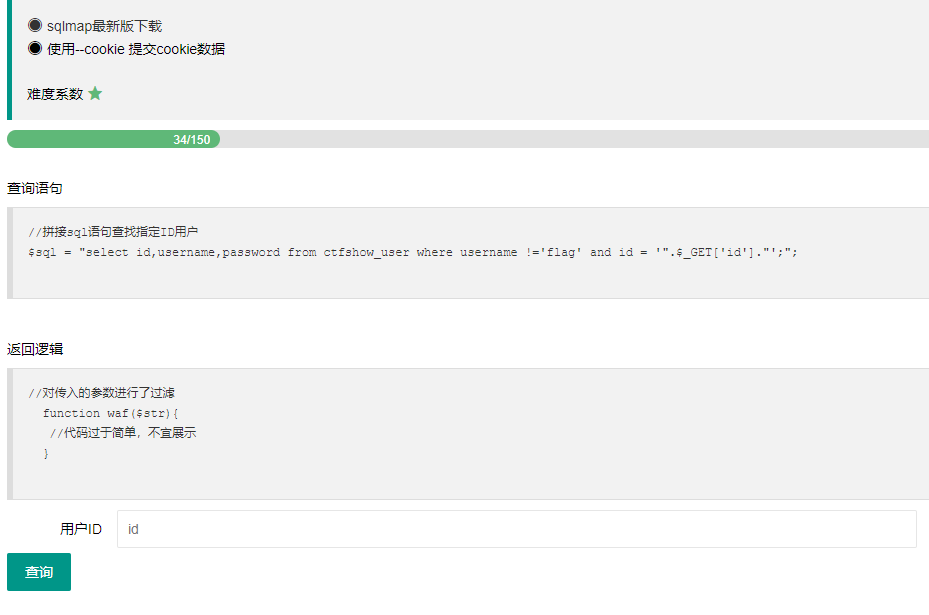 sqlmap最新版下载
使用--cookie 提交cookie数据
难度系数
34/150
查询语句
//拼接sql语句查找指定ID用户
$sql = "select id,username,password from ctfshow_user where username !='flag' and id = '".$_GET['id']."';";
返回逻辑
//对传入的参数进行了过滤
function waf($str){
//代码过于简单，不宜展示
}
用户ID
id
查询